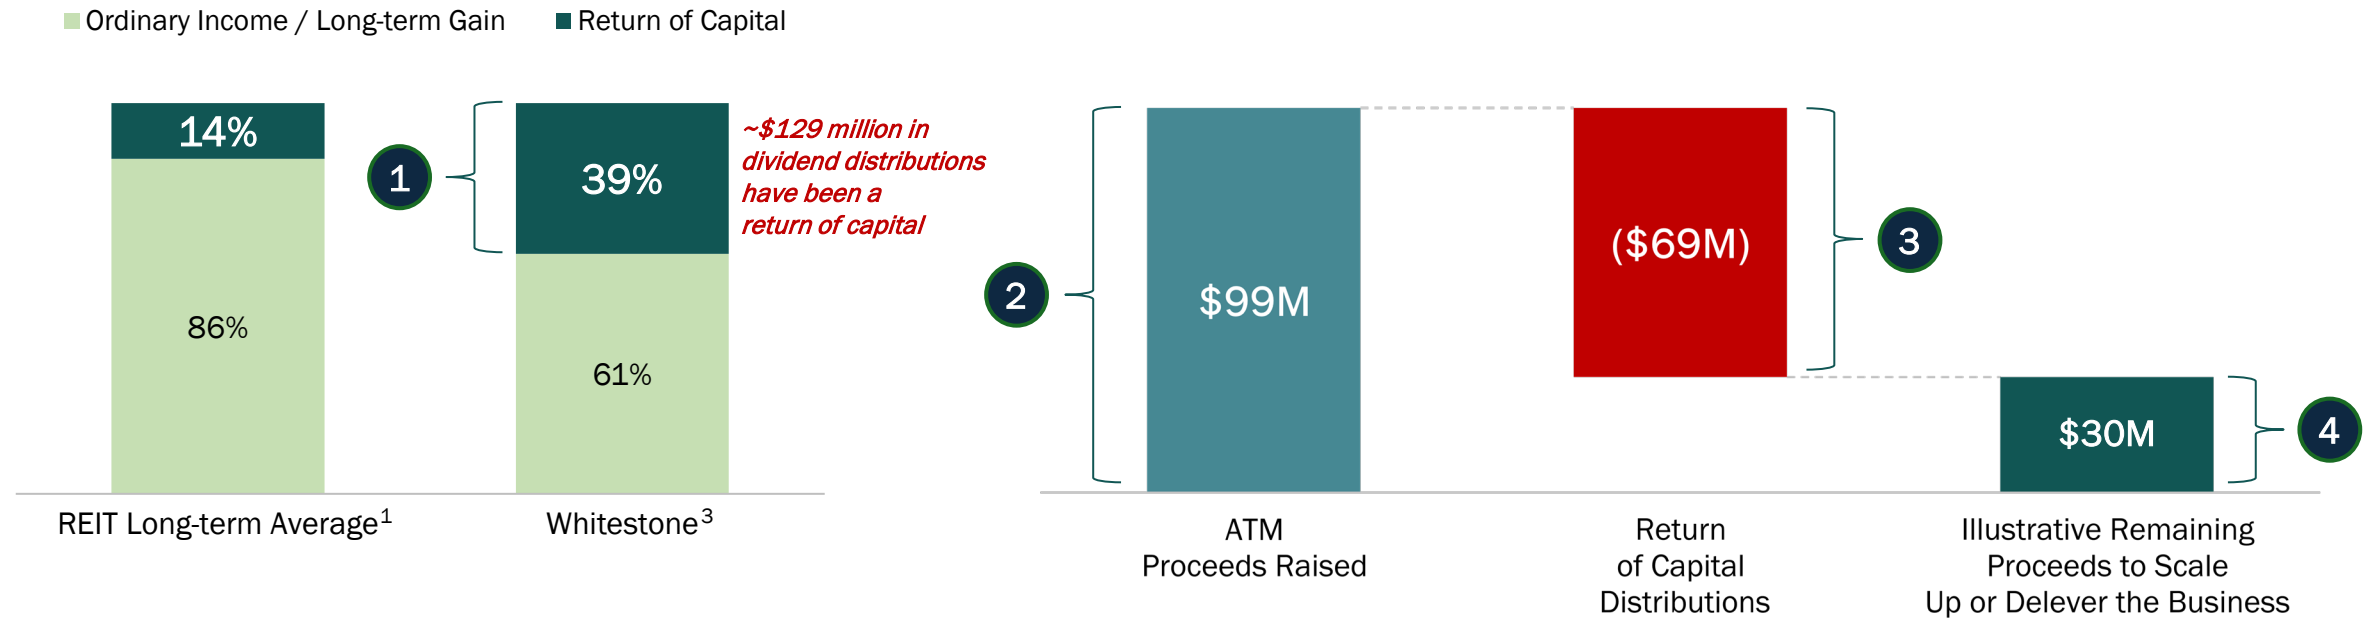 Ordinary Income / Long-term Gain
Return of Capital
14%
86%
REIT Long-term Average¹
1
39%
61%
Whitestone³
~$129 million in
dividend distributions
have been a
return of capital
2
$99M
ATM
Proceeds Raised
($69M)
3
Return
of Capital
Distributions
$30M
4
Illustrative Remaining
Proceeds to Scale
Up or Delever the Business